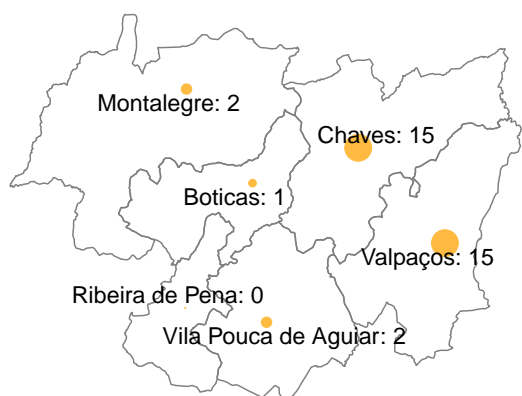 Montalegre: 2
Chaves: 15
Boticas: 1
Valpaços: 15
Ribeira de Pena: 0
Vila Pouca de Aguiar: 2